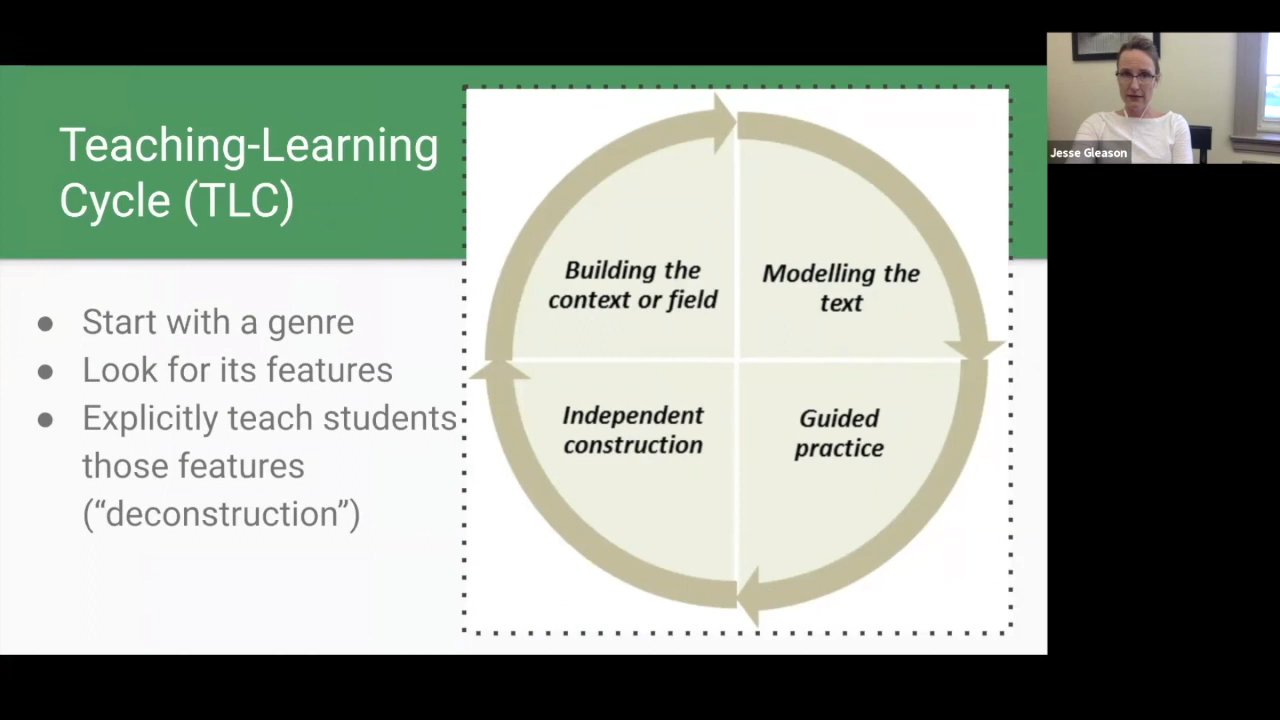 Teaching-Learning
Cycle (TLC)
● Start with a genre
● Look for its features
● Explicitly teach students
those features
(“deconstruction”)
Building the
context or field
Modelling the
text
Independent
construction
Guided
practice
Jesse Gleason